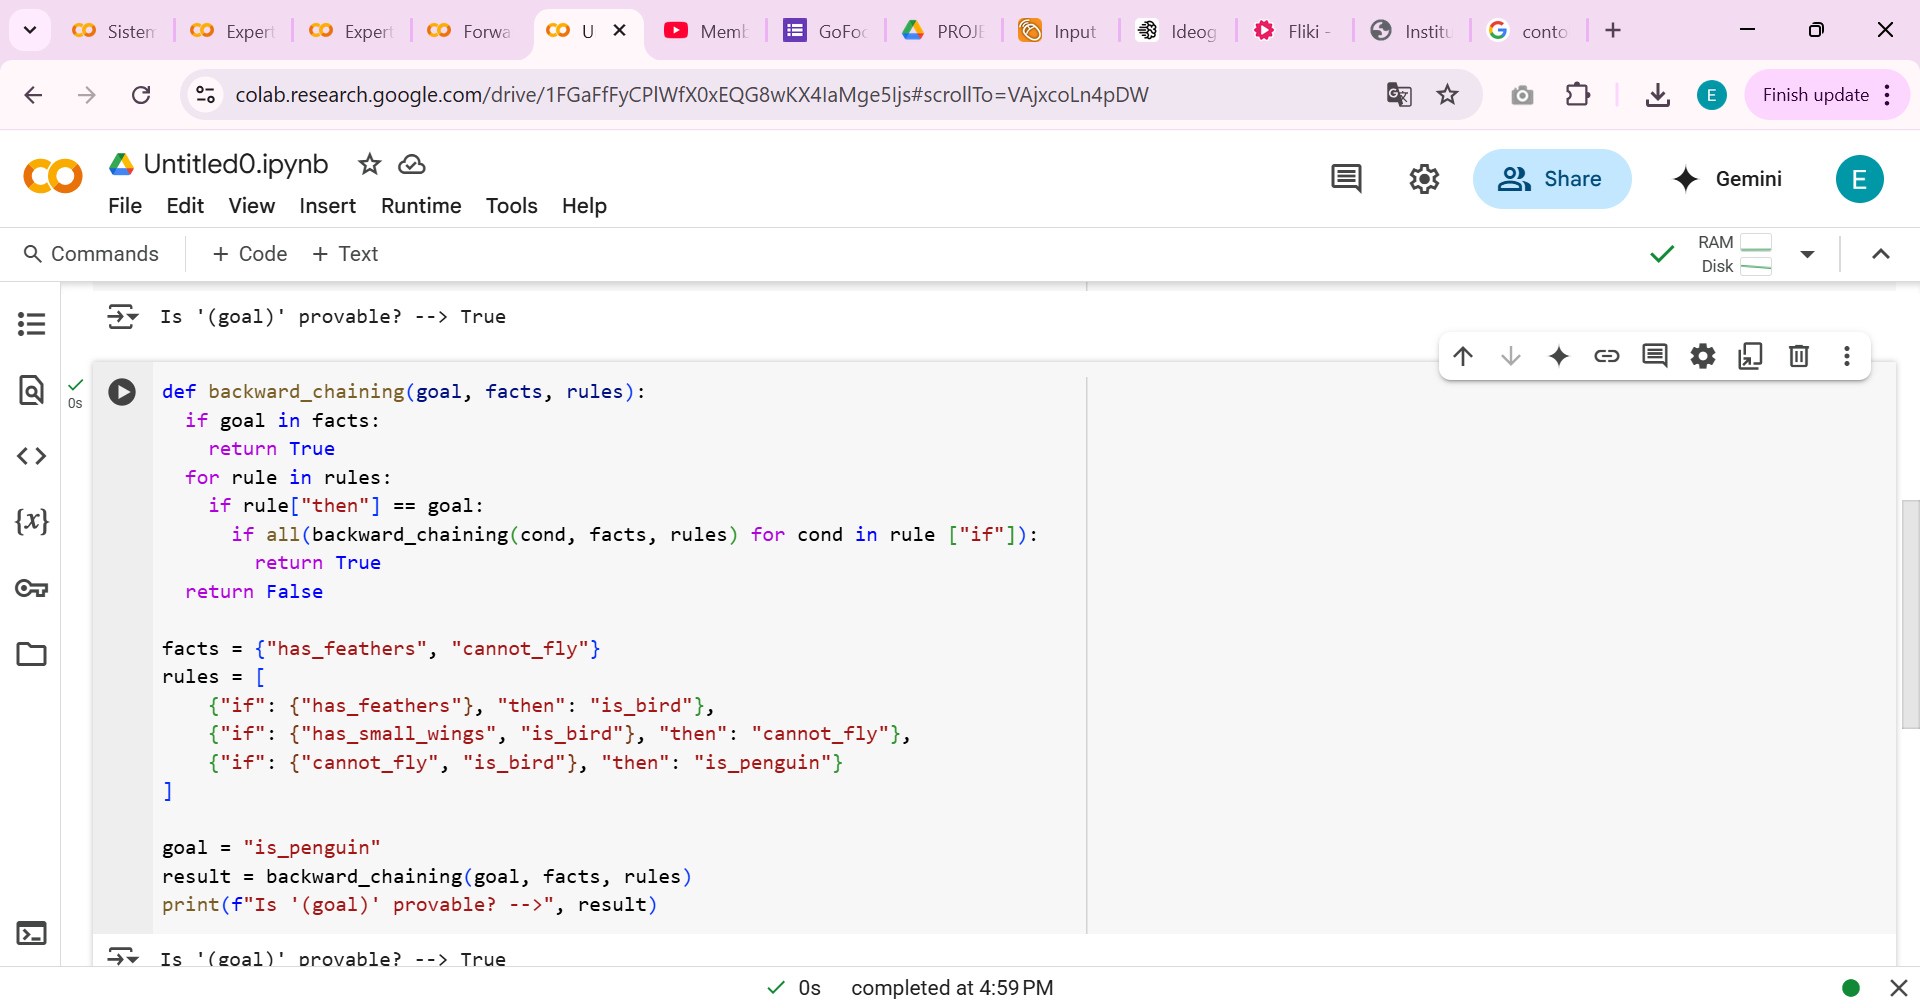 Sistem
Expert
Expert
Forwa
U
Memb
GoFoo
PROJE
Input
Ideog
Fliki -
Institu
conto
colab.research.google.com/drive/1FGaFfFyCPlWfX0xEQG8wKX4IaMge5Ijs#scrollTo=VAjxcoLn4pDW
E
Finish update
CO
Untitled0.ipynb
Share
Gemini
E
File Edit View Insert Runtime Tools Help
Commands
+ Code + Text
RAM
Disk
Is '(goal)' provable? --> True
0s
def backward_chaining(goal, facts, rules):
if goal in facts:
return True
for rule in rules:
if rule["then"] == goal:
if all(backward_chaining(cond, facts, rules) for cond in rule ["if"]):
return True
return False
facts = {"has_feathers", "cannot_fly"}
rules = [
{"if": {"has_feathers"}, "then": "is_bird"},
{"if": {"has_small_wings", "is_bird"}, "then": "cannot_fly"},
{"if": {"cannot_fly", "is_bird"}, "then": "is_penguin"}
]
goal = "is_penguin"
result = backward_chaining(goal, facts, rules)
print(f"Is '(goal)' provable? -->", result)
Is '(goal)' provable? --> True
0s completed at 4:59 PM